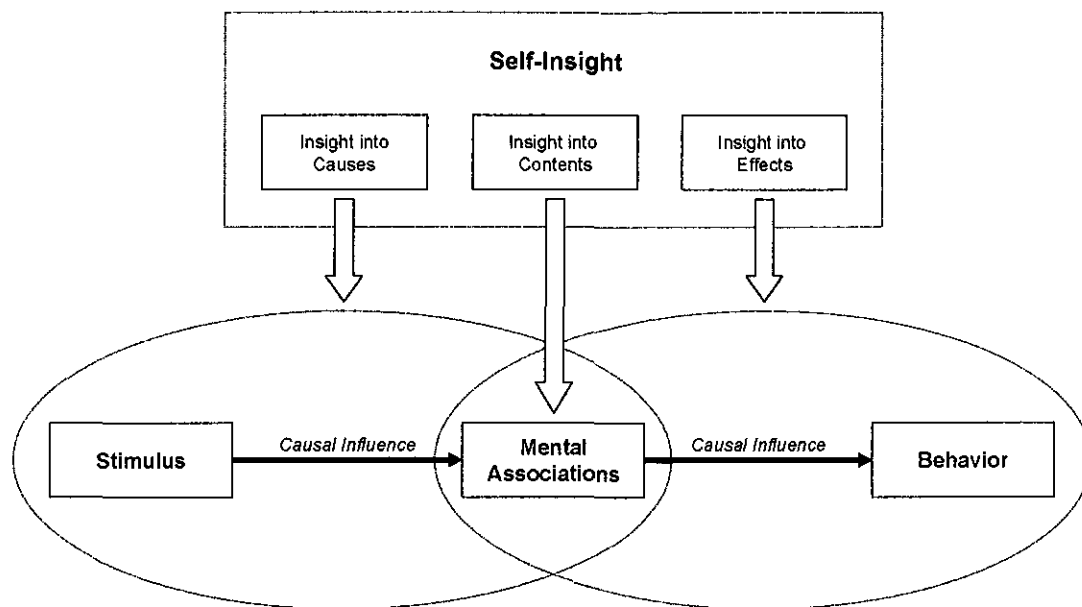 Self-Insight
Insight into
Causes
Insight into
Contents
Insight into
Effects
Stimulus
Causal Influence
Mental
Associations
Causal Influence
Behavior